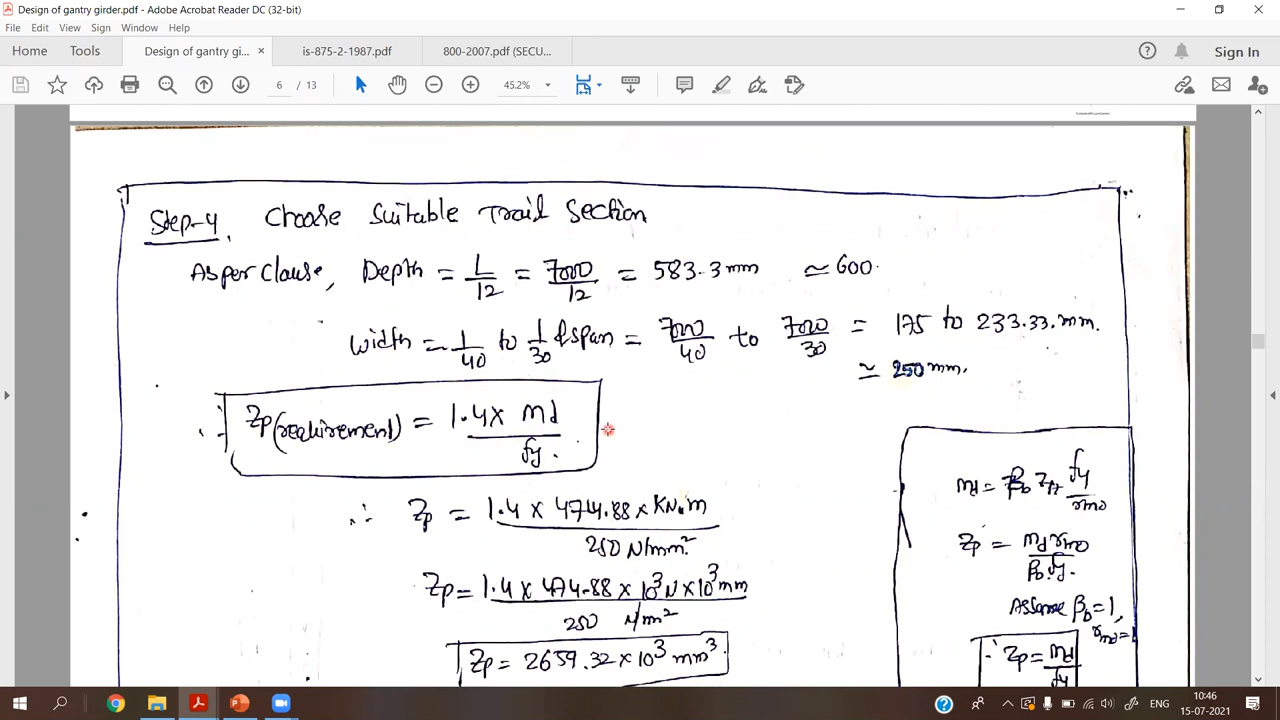 Design of gantry girder.pdf - Adobe Acrobat Reader DC (32-bit)
File Edit View Sign Window Help
Home Tools Design of gantry gi... × is-875-2-1987.pdf 800-2007.pdf (SECU... Sign In
6 / 13 45.2%
Step-4, Choose Suitable Trail Section
As per Clause, Depth = L/12 = 7000/12 = 583.3 mm ≃ 600.
width = 1/40 to 1/30 of span = 7000/40 to 7000/30 = 175 to 233.33 mm.
≃ 250 mm.
∴ Zp(requirement) = 1.4 x Md/fy.
Md = βb Zp fy/rmo
∴ Zp = 1.4 x 474.88 x KN.m / 250 N/mm²
Zp = Md rmo / βb.fy.
Zp = 1.4 x 474.88 x 10³ N x 10³ mm / 250 N/mm²
Assume βb = 1,
Zp = 2659.32 x 10³ mm³
∴ Zp = Md/fy
10:46
ENG
15-07-2021